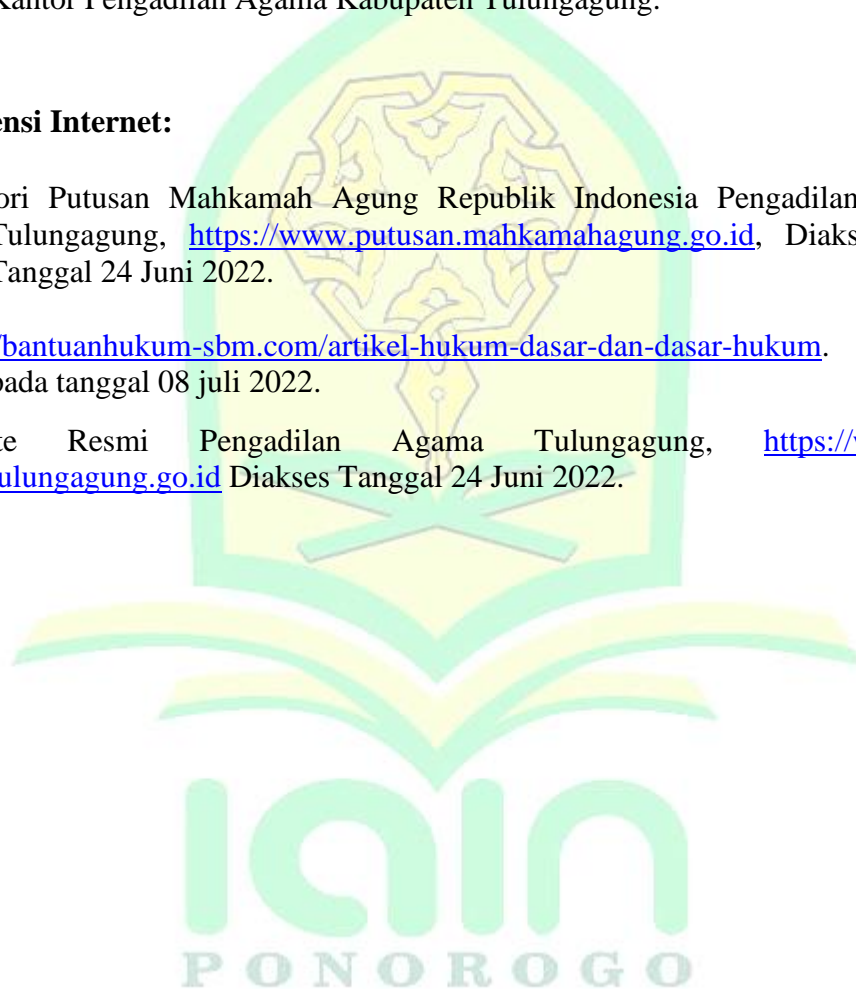 Kantor Pengadilan Agama Kabupaten Tulungagung.
ensi Internet:
ori Putusan Mahkamah Agung Republik Indonesia Pengadilan
Tulungagung, https://www.putusan.mahkamahagung.go.id, Diaks
Tanggal 24 Juni 2022.
/bantuanhukum-sbm.com/artikel-hukum-dasar-dan-dasar-hukum.
pada tanggal 08 juli 2022.
te Resmi Pengadilan Agama Tulungagung, https://w
ulungagung.go.id Diakses Tanggal 24 Juni 2022.
iain
PONOROGO